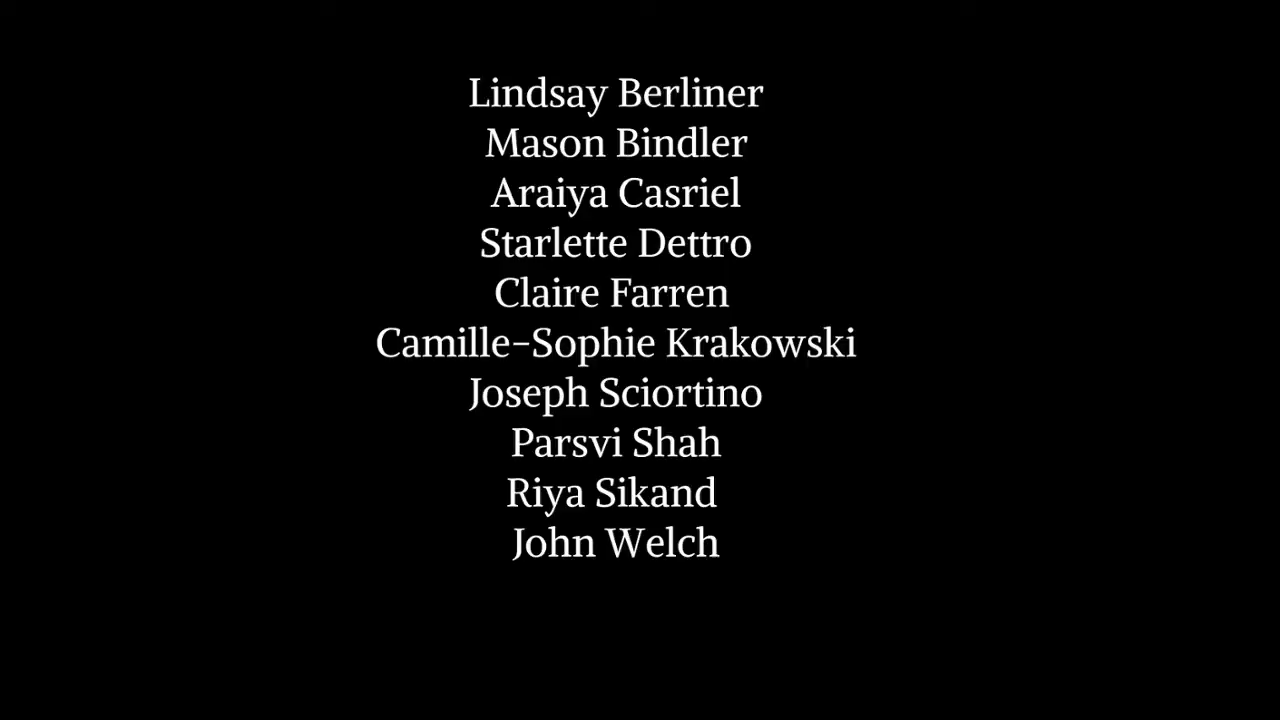 Lindsay Berliner
Mason Bindler
Araiya Casriel
Starlette Dettro
Claire Farren
Camille-Sophie Krakowski
Joseph Sciortino
Parsvi Shah
Riya Sikand
John Welch